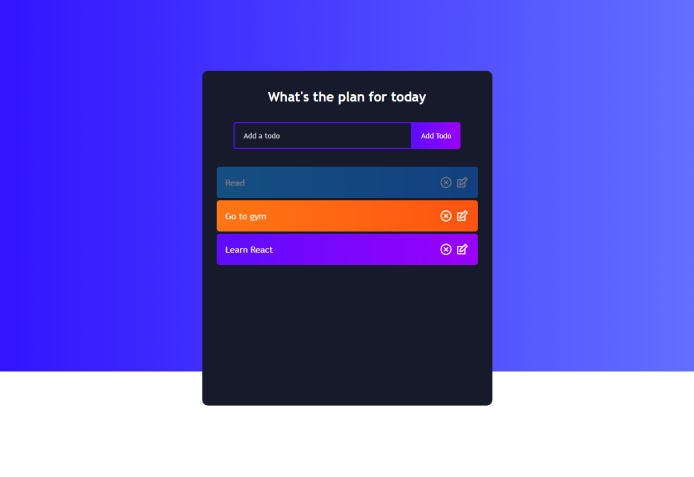 What's the plan for today
Add a todo
Add Todo
Read
Go to gym
Learn React